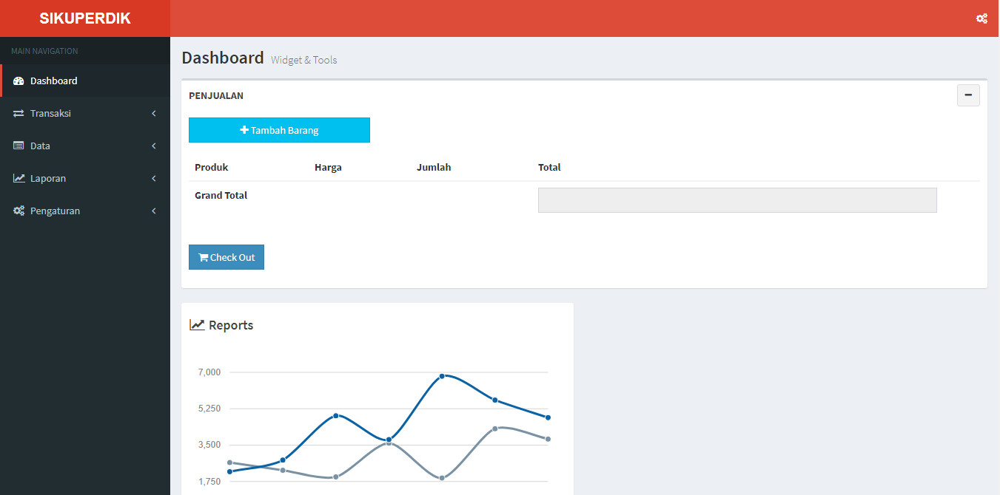 SIKUPERDIK
MAIN NAVIGATION
Dashboard
Transaksi
Data
Laporan
Pengaturan
Dashboard Widget & Tools
PENJUALAN
Tambah Barang
Produk Harga Jumlah Total
Grand Total
Check Out
Reports
7,000
5,250
3,500
1,750